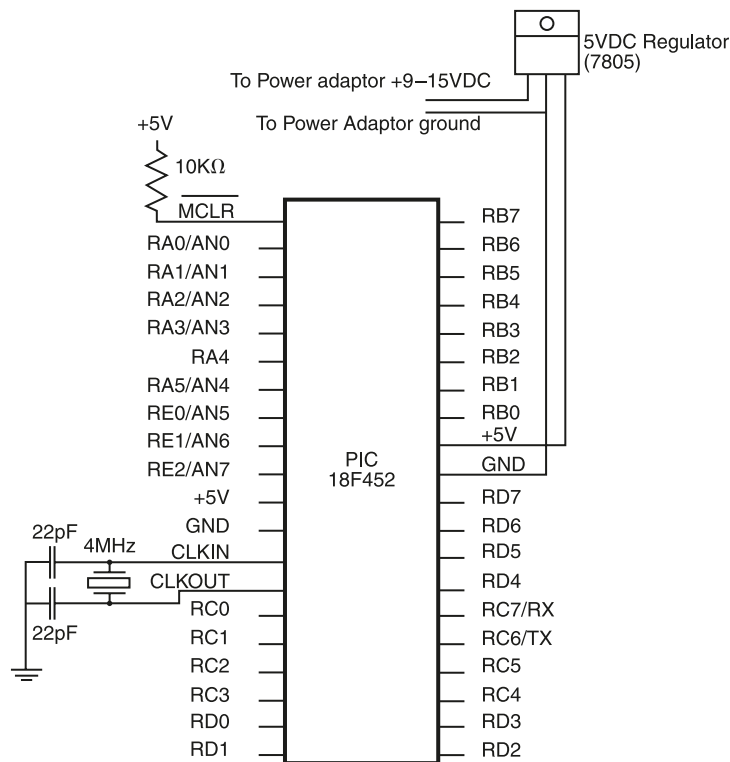 5VDC Regulator
(7805)
To Power adaptor +9–15VDC
To Power Adaptor ground
+5V
10KΩ
MCLR
RA0/AN0
RA1/AN1
RA2/AN2
RA3/AN3
RA4
RA5/AN4
RE0/AN5
RE1/AN6
RE2/AN7
+5V
GND
CLKIN
CLKOUT
RC0
RC1
RC2
RC3
RD0
RD1
22pF
4MHz
22pF
PIC
18F452
RB7
RB6
RB5
RB4
RB3
RB2
RB1
RB0
+5V
GND
RD7
RD6
RD5
RD4
RC7/RX
RC6/TX
RC5
RC4
RD3
RD2